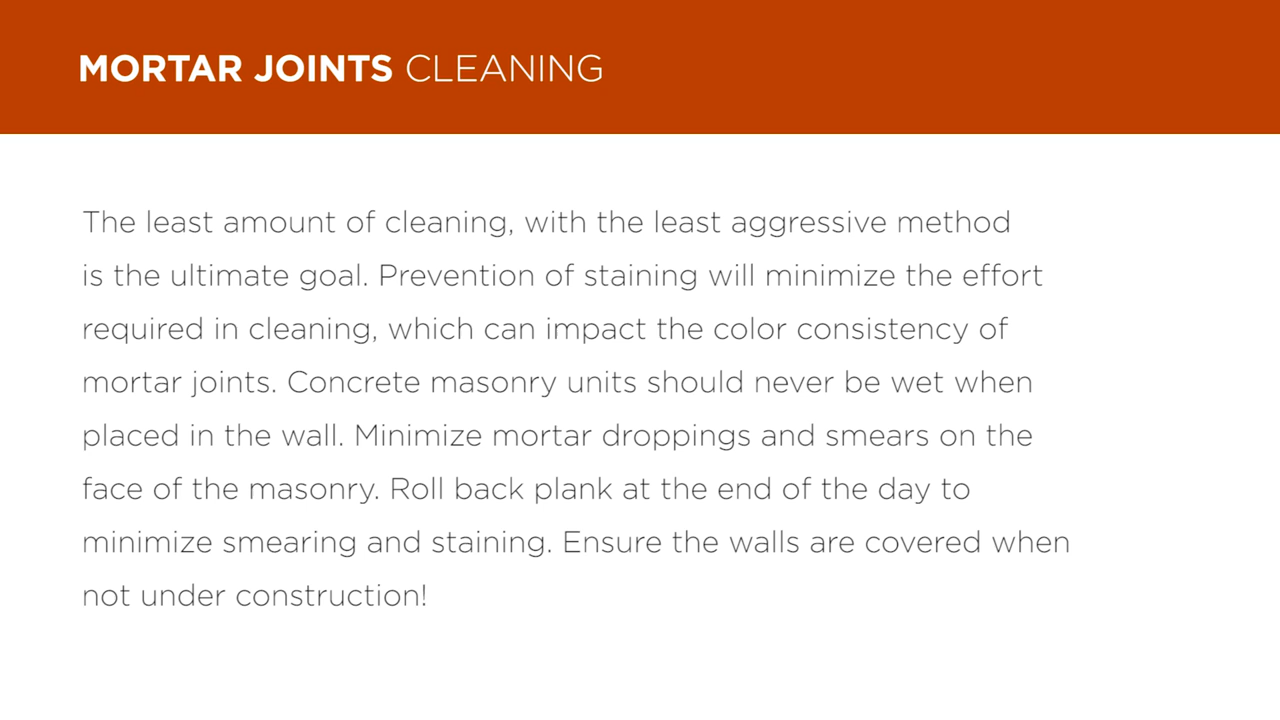 MORTAR JOINTS CLEANING
The least amount of cleaning, with the least aggressive method
is the ultimate goal. Prevention of staining will minimize the effort
required in cleaning, which can impact the color consistency of
mortar joints. Concrete masonry units should never be wet when
placed in the wall. Minimize mortar droppings and smears on the
face of the masonry. Roll back plank at the end of the day to
minimize smearing and staining. Ensure the walls are covered when
not under construction!